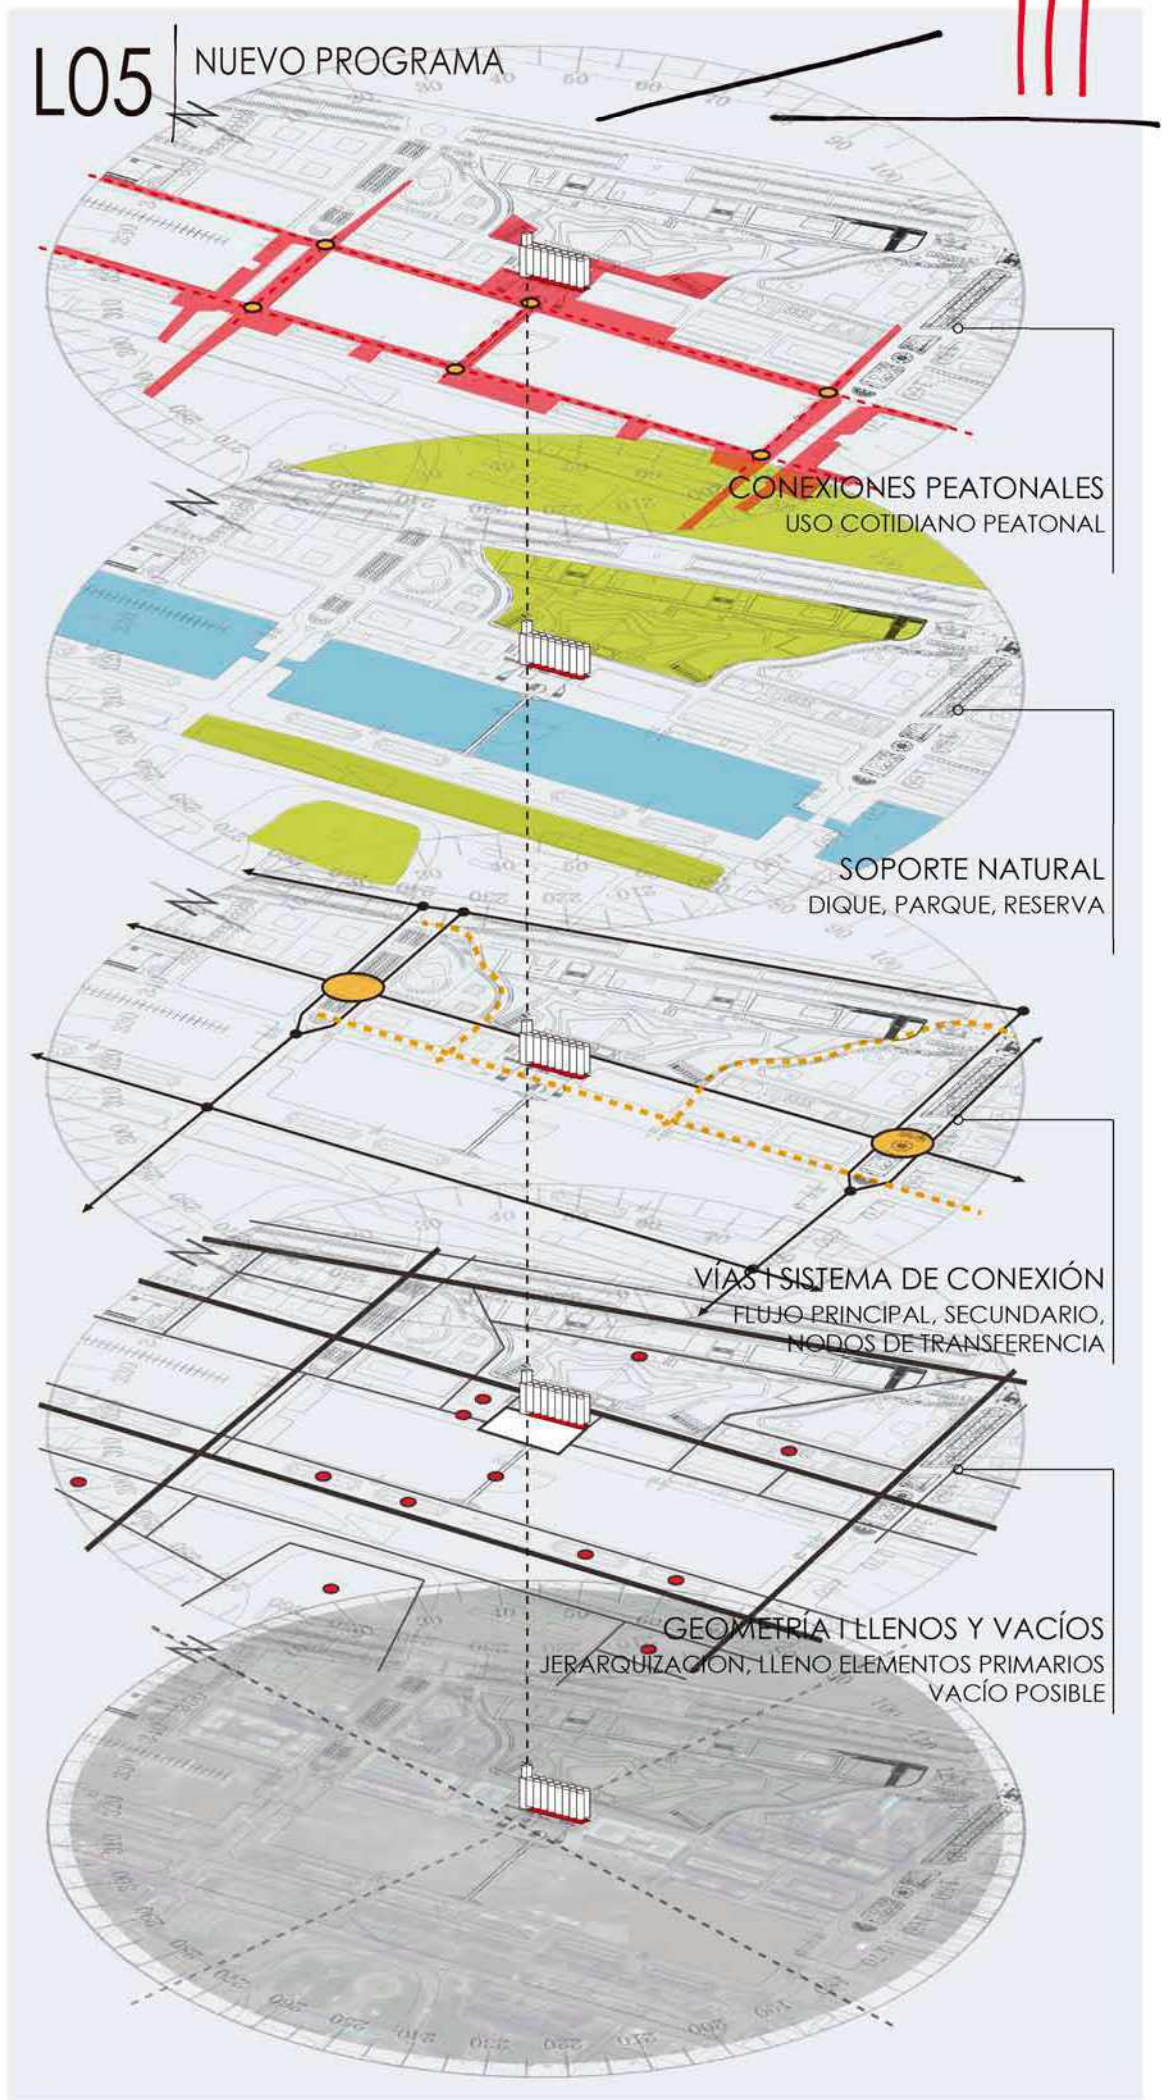 L05
NUEVO PROGRAMA
CONEXIONES PEATONALES
USO COTIDIANO PEATONAL
SOPORTE NATURAL
DIQUE, PARQUE, RESERVA
VÍAS I SISTEMA DE CONEXIÓN
FLUJO PRINCIPAL, SECUNDARIO,
NODOS DE TRANSFERENCIA
GEOMETRÍA I LLENOS Y VACÍOS
JERARQUIZACIÓN, LLENO ELEMENTOS PRIMARIOS
VACÍO POSIBLE